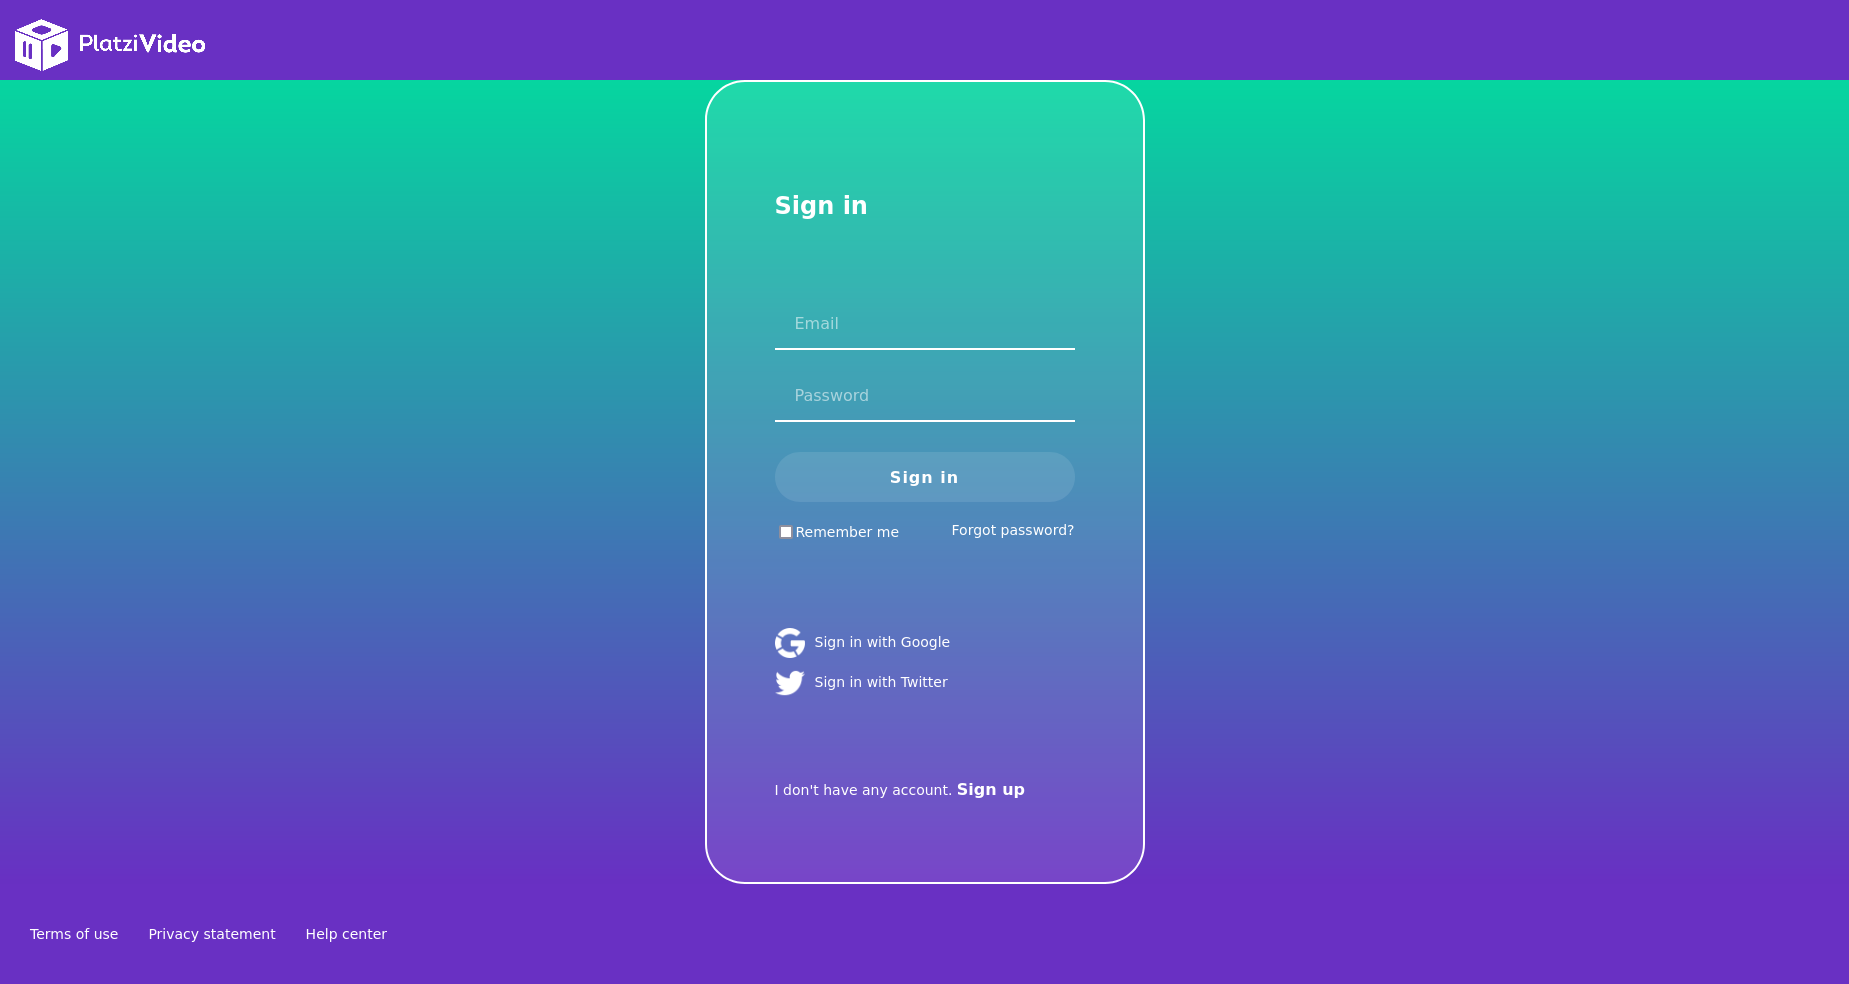 PlatziVideo
Sign in
Email
Password
Sign in
Remember me
Forgot password?
Sign in with Google
Sign in with Twitter
I don't have any account. Sign up
Terms of use
Privacy statement
Help center